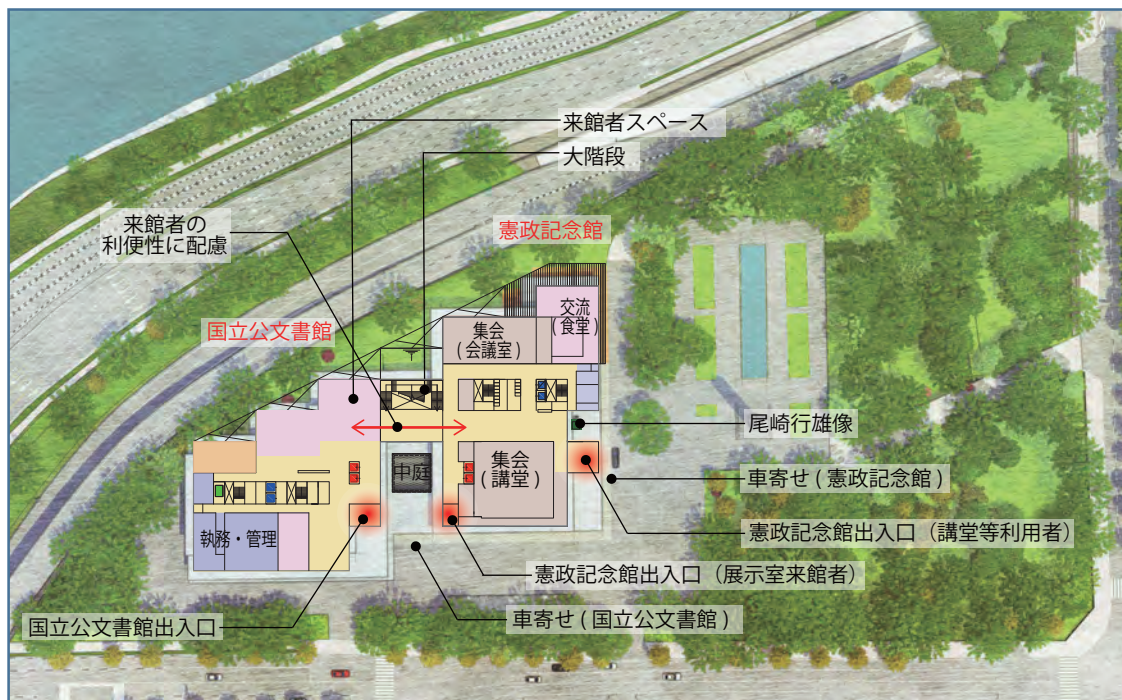 来館者スペース
大階段
来館者の
利便性に配慮
憲政記念館
国立公文書館
交流
(食堂)
集会
(会議室)
尾崎行雄像
集会
(講堂)
中庭
車寄せ(憲政記念館)
執務・管理
憲政記念館出入口（講堂等利用者）
憲政記念館出入口（展示室来館者）
車寄せ(国立公文書館)
国立公文書館出入口